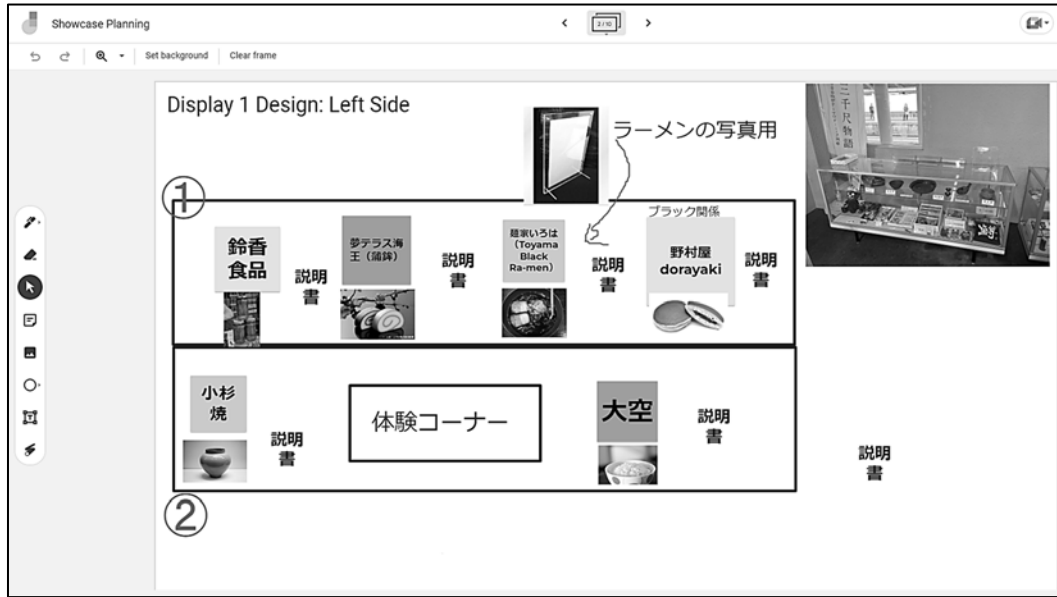 Showcase Planning
2 / 10
Set background
Clear frame
Display 1 Design: Left Side
ラーメンの写真用
①
ブラック関係
鈴香
食品
説明
書
夢テラス海
王（蒲鉾）
説明
書
麺家いろは
（Toyama
Black
Ra-men）
説明
書
野村屋
dorayaki
説明
書
小杉
焼
説明
書
体験コーナー
大空
説明
書
説明
書
②
千尺物語